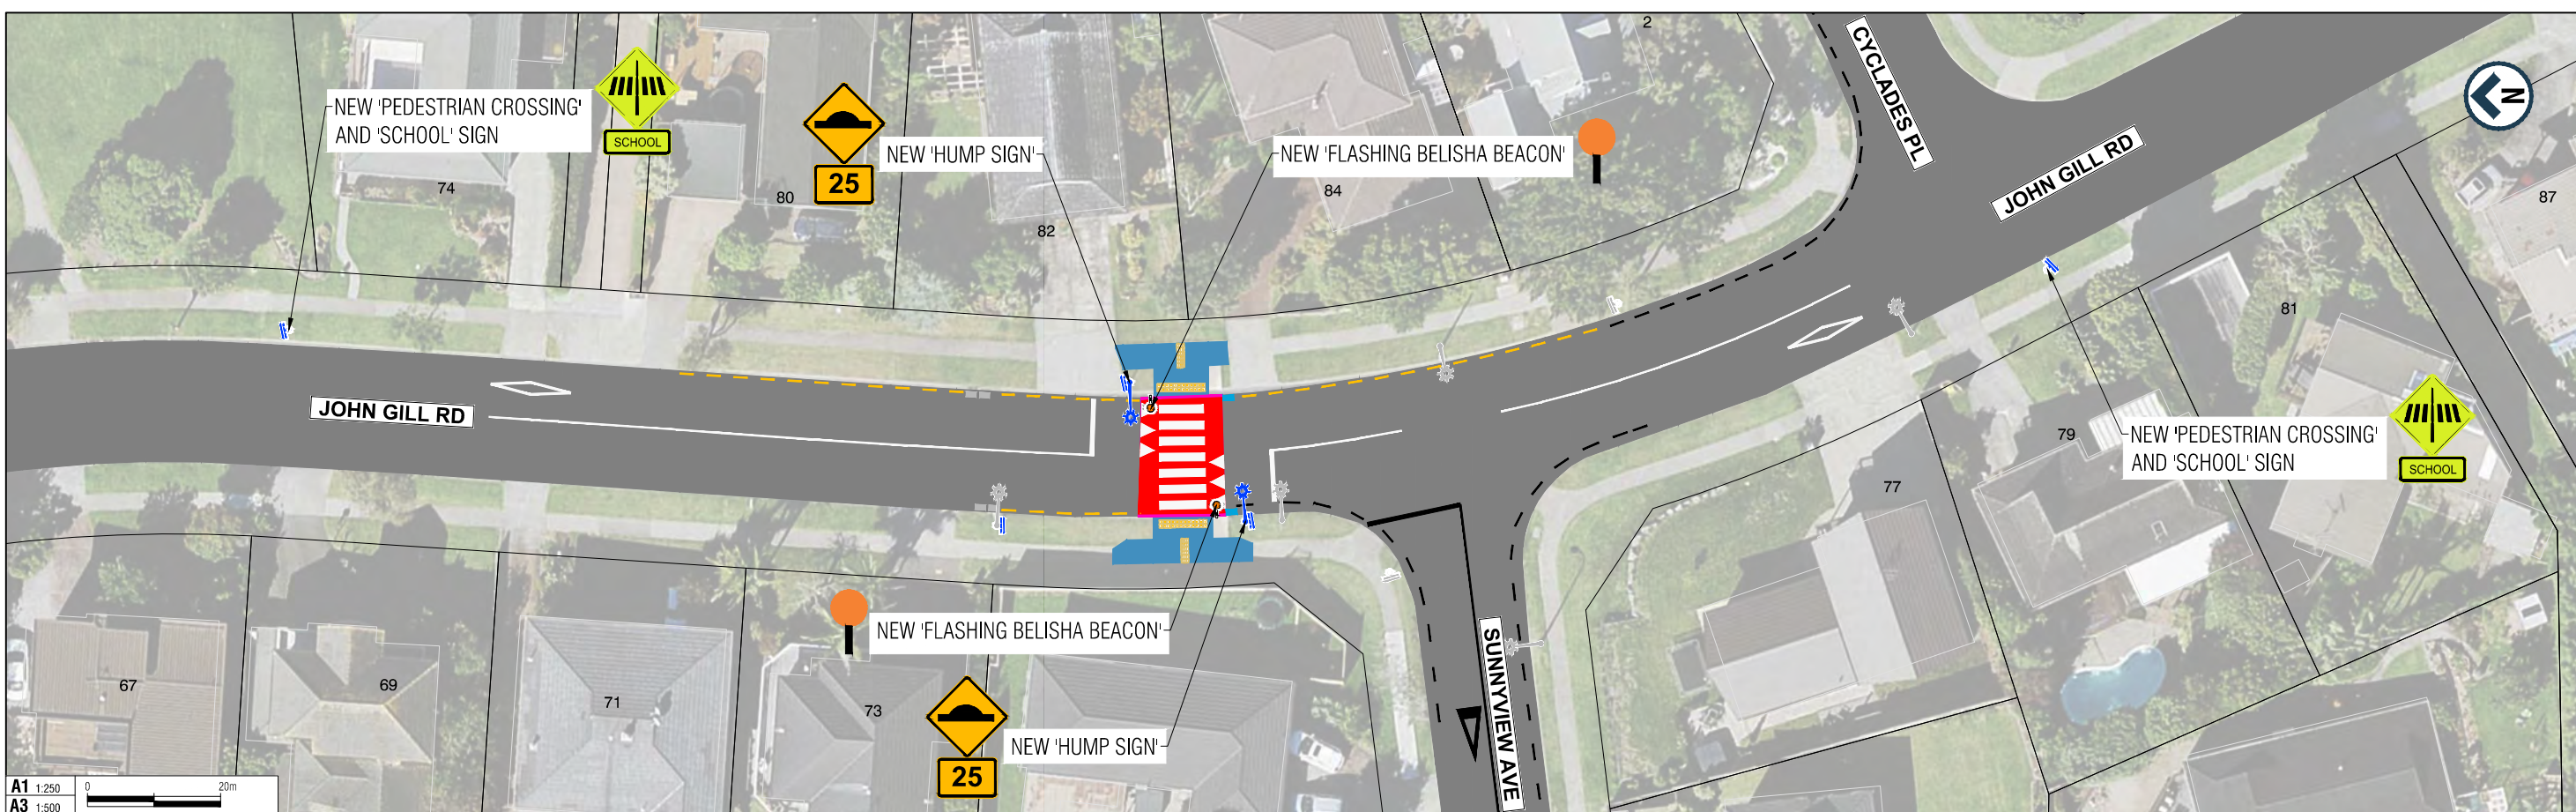 2
CYCLADES PL
N
NEW 'PEDESTRIAN CROSSING'
AND 'SCHOOL' SIGN
SCHOOL
25
NEW 'HUMP SIGN'
NEW 'FLASHING BELISHA BEACON'
JOHN GILL RD
74
80
82
84
87
81
JOHN GILL RD
79
NEW 'PEDESTRIAN CROSSING'
AND 'SCHOOL' SIGN
SCHOOL
77
67
69
71
73
NEW 'FLASHING BELISHA BEACON'
NEW 'HUMP SIGN'
25
SUNNYVIEW AVE
A1 1:250
0 20m
A3 1:500